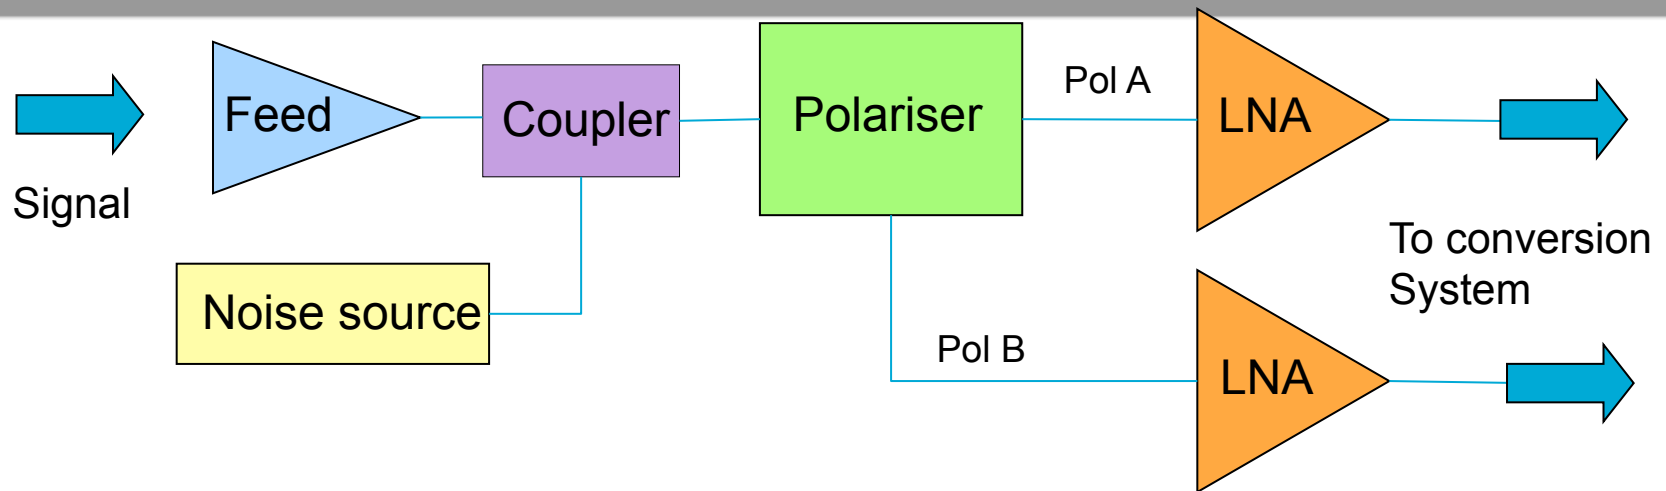 Signal
Feed
Coupler
Noise source
Polariser
Pol A
LNA
Pol B
LNA
To conversion
System